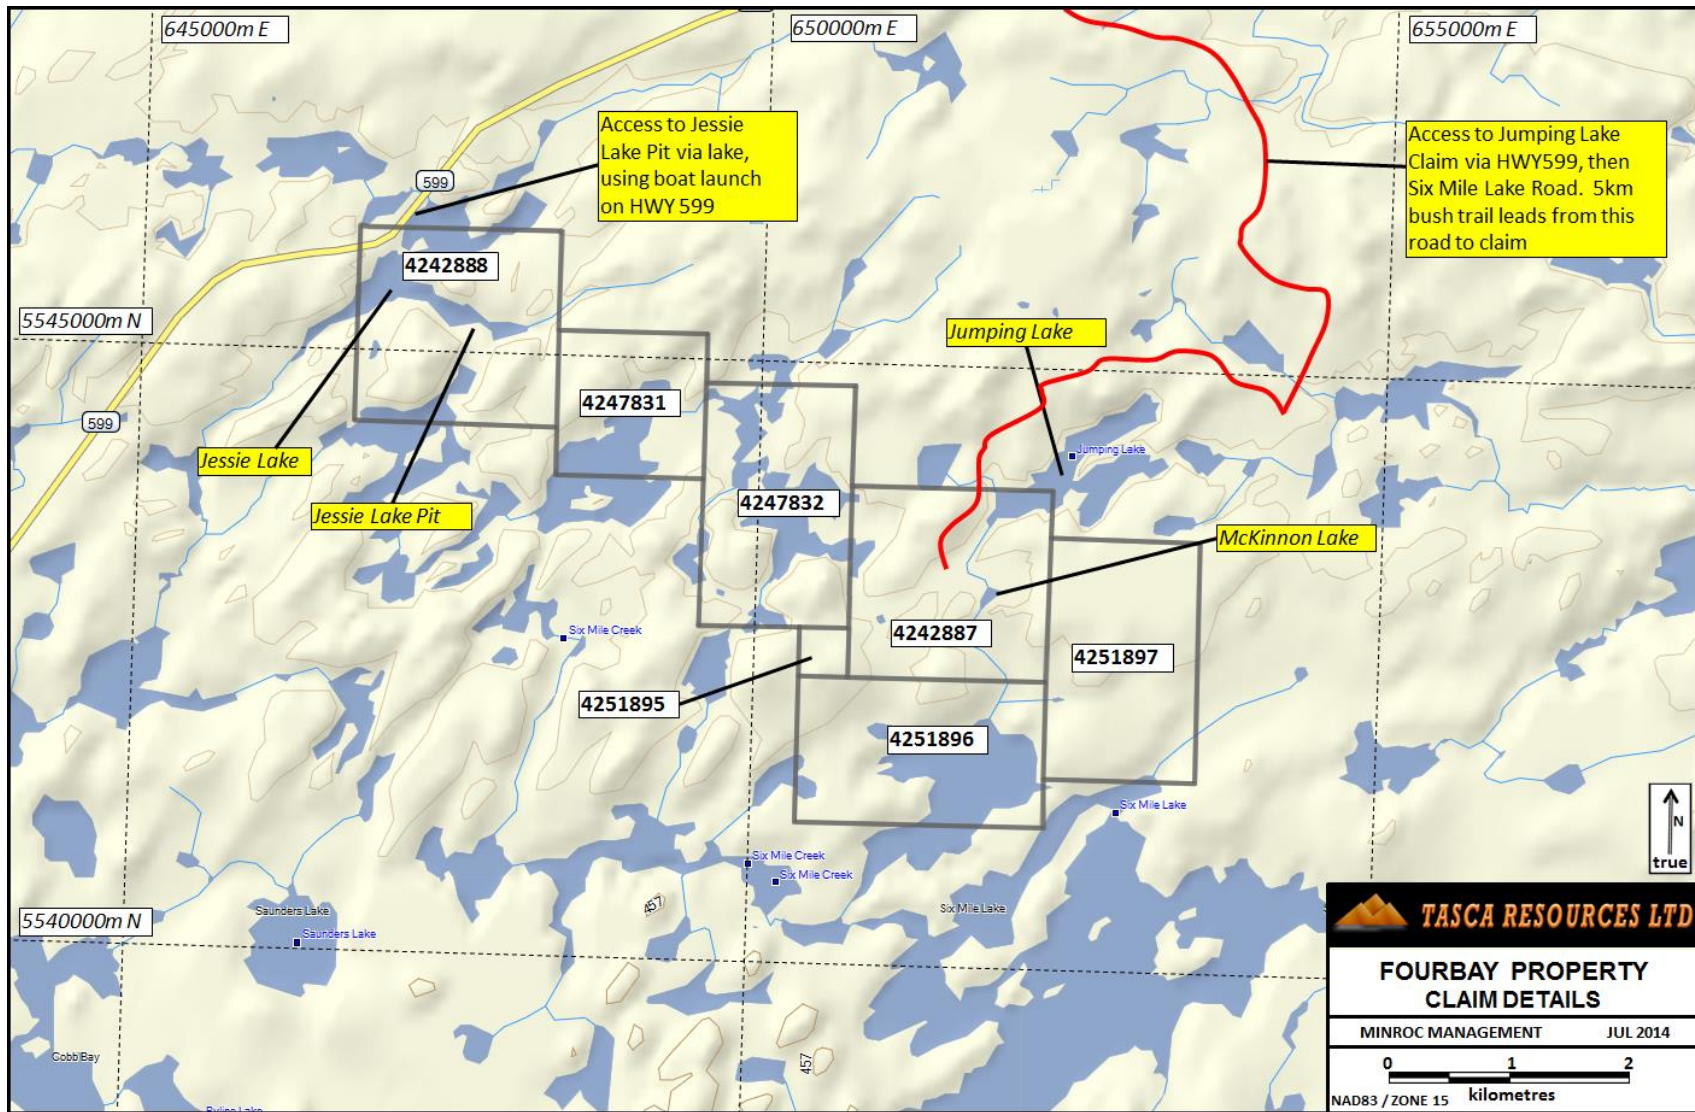 645000m E
650000m E
655000m E
Access to Jessie
Lake Pit via lake,
using boat launch
on HWY 599
Access to Jumping Lake
Claim via HWY599, then
Six Mile Lake Road. 5km
bush trail leads from this
road to claim
599
4242888
5545000m N
Jumping Lake
4247831
599
Jessie Lake
Jumping Lake
Jessie Lake Pit
4247832
McKinnon Lake
Six Mile Creek
4242887
4251897
4251895
4251896
Six Mile Lake
Six Mile Creek
Six Mile Creek
N
true
457
Saunders Lake
Six Mile Lake
5540000m N
Saunders Lake
TASCA RESOURCES LTD
FOURBAY PROPERTY
CLAIM DETAILS
MINROC MANAGEMENT JUL 2014
Cobb Bay
457
0 1 2
kilometres
NAD83 / ZONE 15